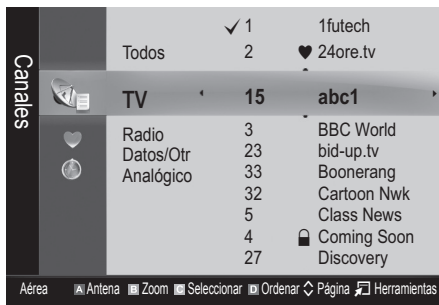 Canales
1 1futech
Todos 2 24ore.tv
TV 15 abc1
Radio 3 BBC World
Datos/Otr 23 bid-up.tv
Analógico 33 Boonerang
32 Cartoon Nwk
5 Class News
4 Coming Soon
27 Discovery
Aérea A Antena B Zoom C Seleccionar D Ordenar Página Herramientas